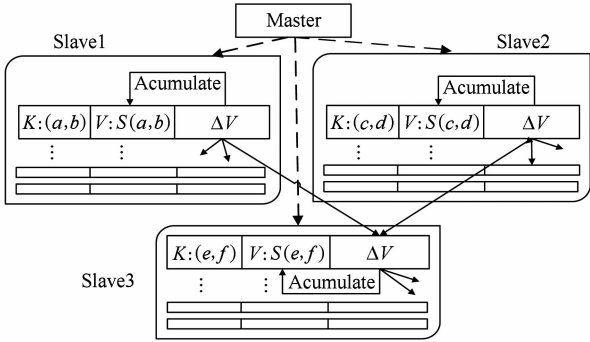 Master
Slave1
Slave2
Acumulate
Acumulate
K:(a,b) V:S(a,b) ΔV
K:(c,d) V:S(c,d) ΔV
⋮ ⋮
⋮ ⋮
K:(e,f) V:S(e,f) ΔV
Slave3
⋮ ⋮ Acumulate